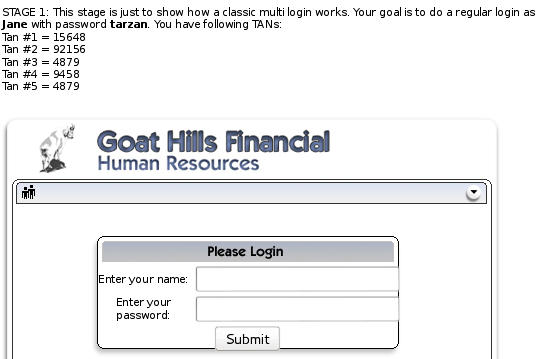 STAGE 1: This stage is just to show how a classic multi login works. Your goal is to do a regular login as
Jane with password tarzan. You have following TANs:
Tan #1 = 15648
Tan #2 = 92156
Tan #3 = 4879
Tan #4 = 9458
Tan #5 = 4879
Goat Hills Financial
Human Resources
Please Login
Enter your name:
Enter your
password:
Submit